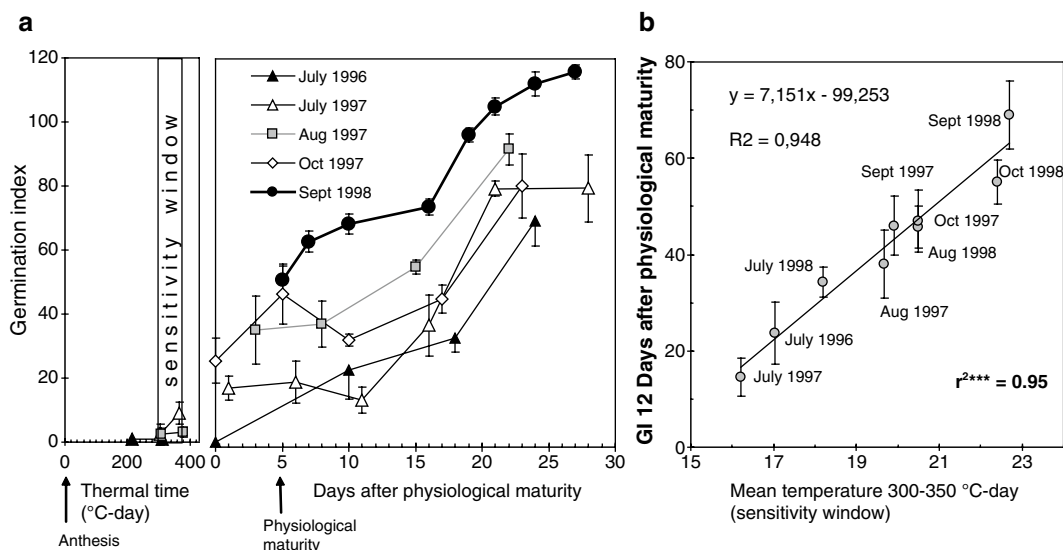 a
Germination index
120
100
80
60
40
20
0
sensitivity window
July 1996
July 1997
Aug 1997
Oct 1997
Sept 1998
0 200 400
0 5 10 15 20 25 30
Thermal time
(°C-day)
Days after physiological maturity
Anthesis
Physiological
maturity
b
GI 12 Days after physiological maturity
80
60
40
20
0
y = 7,151x - 99,253
R2 = 0,948
Sept 1998
Sept 1997
Oct 1998
Oct 1997
Aug 1998
July 1998
Aug 1997
July 1996
July 1997
r²*** = 0.95
15 17 19 21 23
Mean temperature 300-350 °C-day
(sensitivity window)